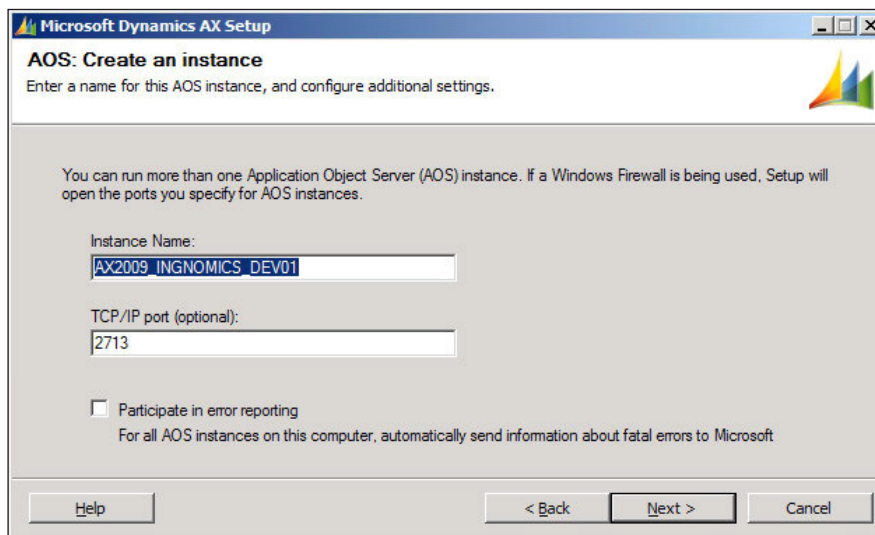 Microsoft Dynamics AX Setup
AOS: Create an instance
Enter a name for this AOS instance, and configure additional settings.
You can run more than one Application Object Server (AOS) instance. If a Windows Firewall is being used, Setup will
open the ports you specify for AOS instances.
Instance Name:
AX2009_INGNOMICS_DEV01
TCP/IP port (optional):
2713
Participate in error reporting
For all AOS instances on this computer, automatically send information about fatal errors to Microsoft
Help
< Back
Next >
Cancel